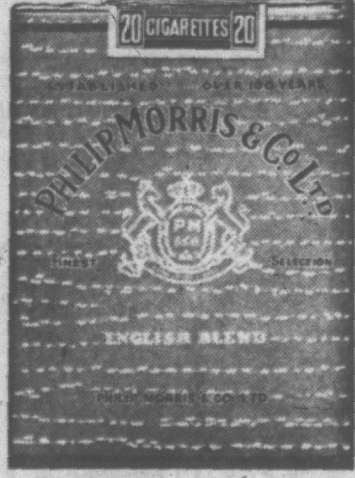 20 CIGARETTES 20
ESTABLISHED OVER 100 YEARS
PHILIP MORRIS & CO. LTD
PM
FINEST SELECTION
ENGLISH BLEND
PHILIP MORRIS & CO. LTD.